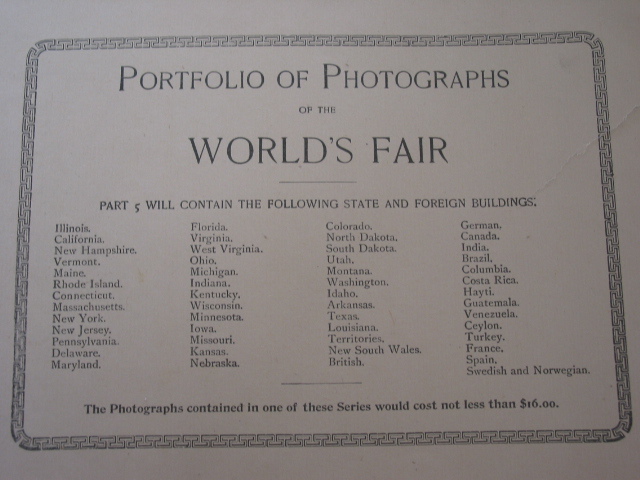 PORTFOLIO OF PHOTOGRAPHS
OF THE
WORLD'S FAIR
PART 5 WILL CONTAIN THE FOLLOWING STATE AND FOREIGN BUILDINGS:
Illinois.
California.
New Hampshire.
Vermont.
Maine.
Rhode Island.
Connecticut.
Massachusetts.
New York.
New Jersey.
Pennsylvania.
Delaware.
Maryland.
Florida.
Virginia.
West Virginia.
Ohio.
Michigan.
Indiana.
Kentucky.
Wisconsin.
Minnesota.
Iowa.
Missouri.
Kansas.
Nebraska.
Colorado.
North Dakota.
South Dakota.
Utah.
Montana.
Washington.
Idaho.
Arkansas.
Texas.
Louisiana.
Territories.
New South Wales.
British.
German.
Canada.
India.
Brazil.
Columbia.
Costa Rica.
Hayti.
Guatemala.
Venezuela.
Ceylon.
Turkey.
France.
Spain.
Swedish and Norwegian.
The Photographs contained in one of these Series would cost not less than $16.00.